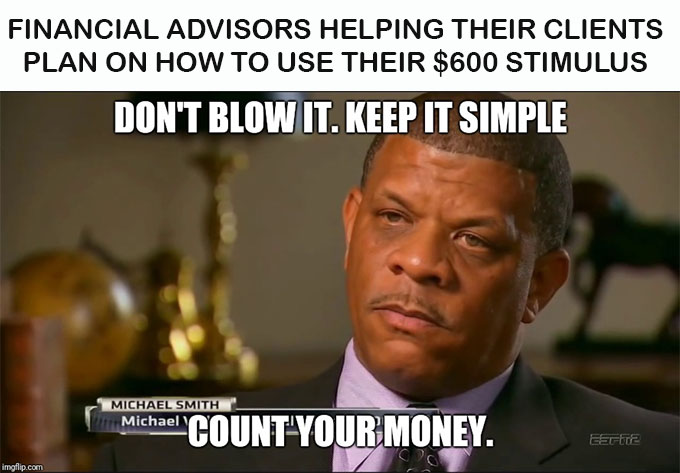 FINANCIAL ADVISORS HELPING THEIR CLIENTS
PLAN ON HOW TO USE THEIR $600 STIMULUS
DON'T BLOW IT. KEEP IT SIMPLE
MICHAEL SMITH
Michael
COUNT YOUR MONEY.
ESPN2
imgflip.com